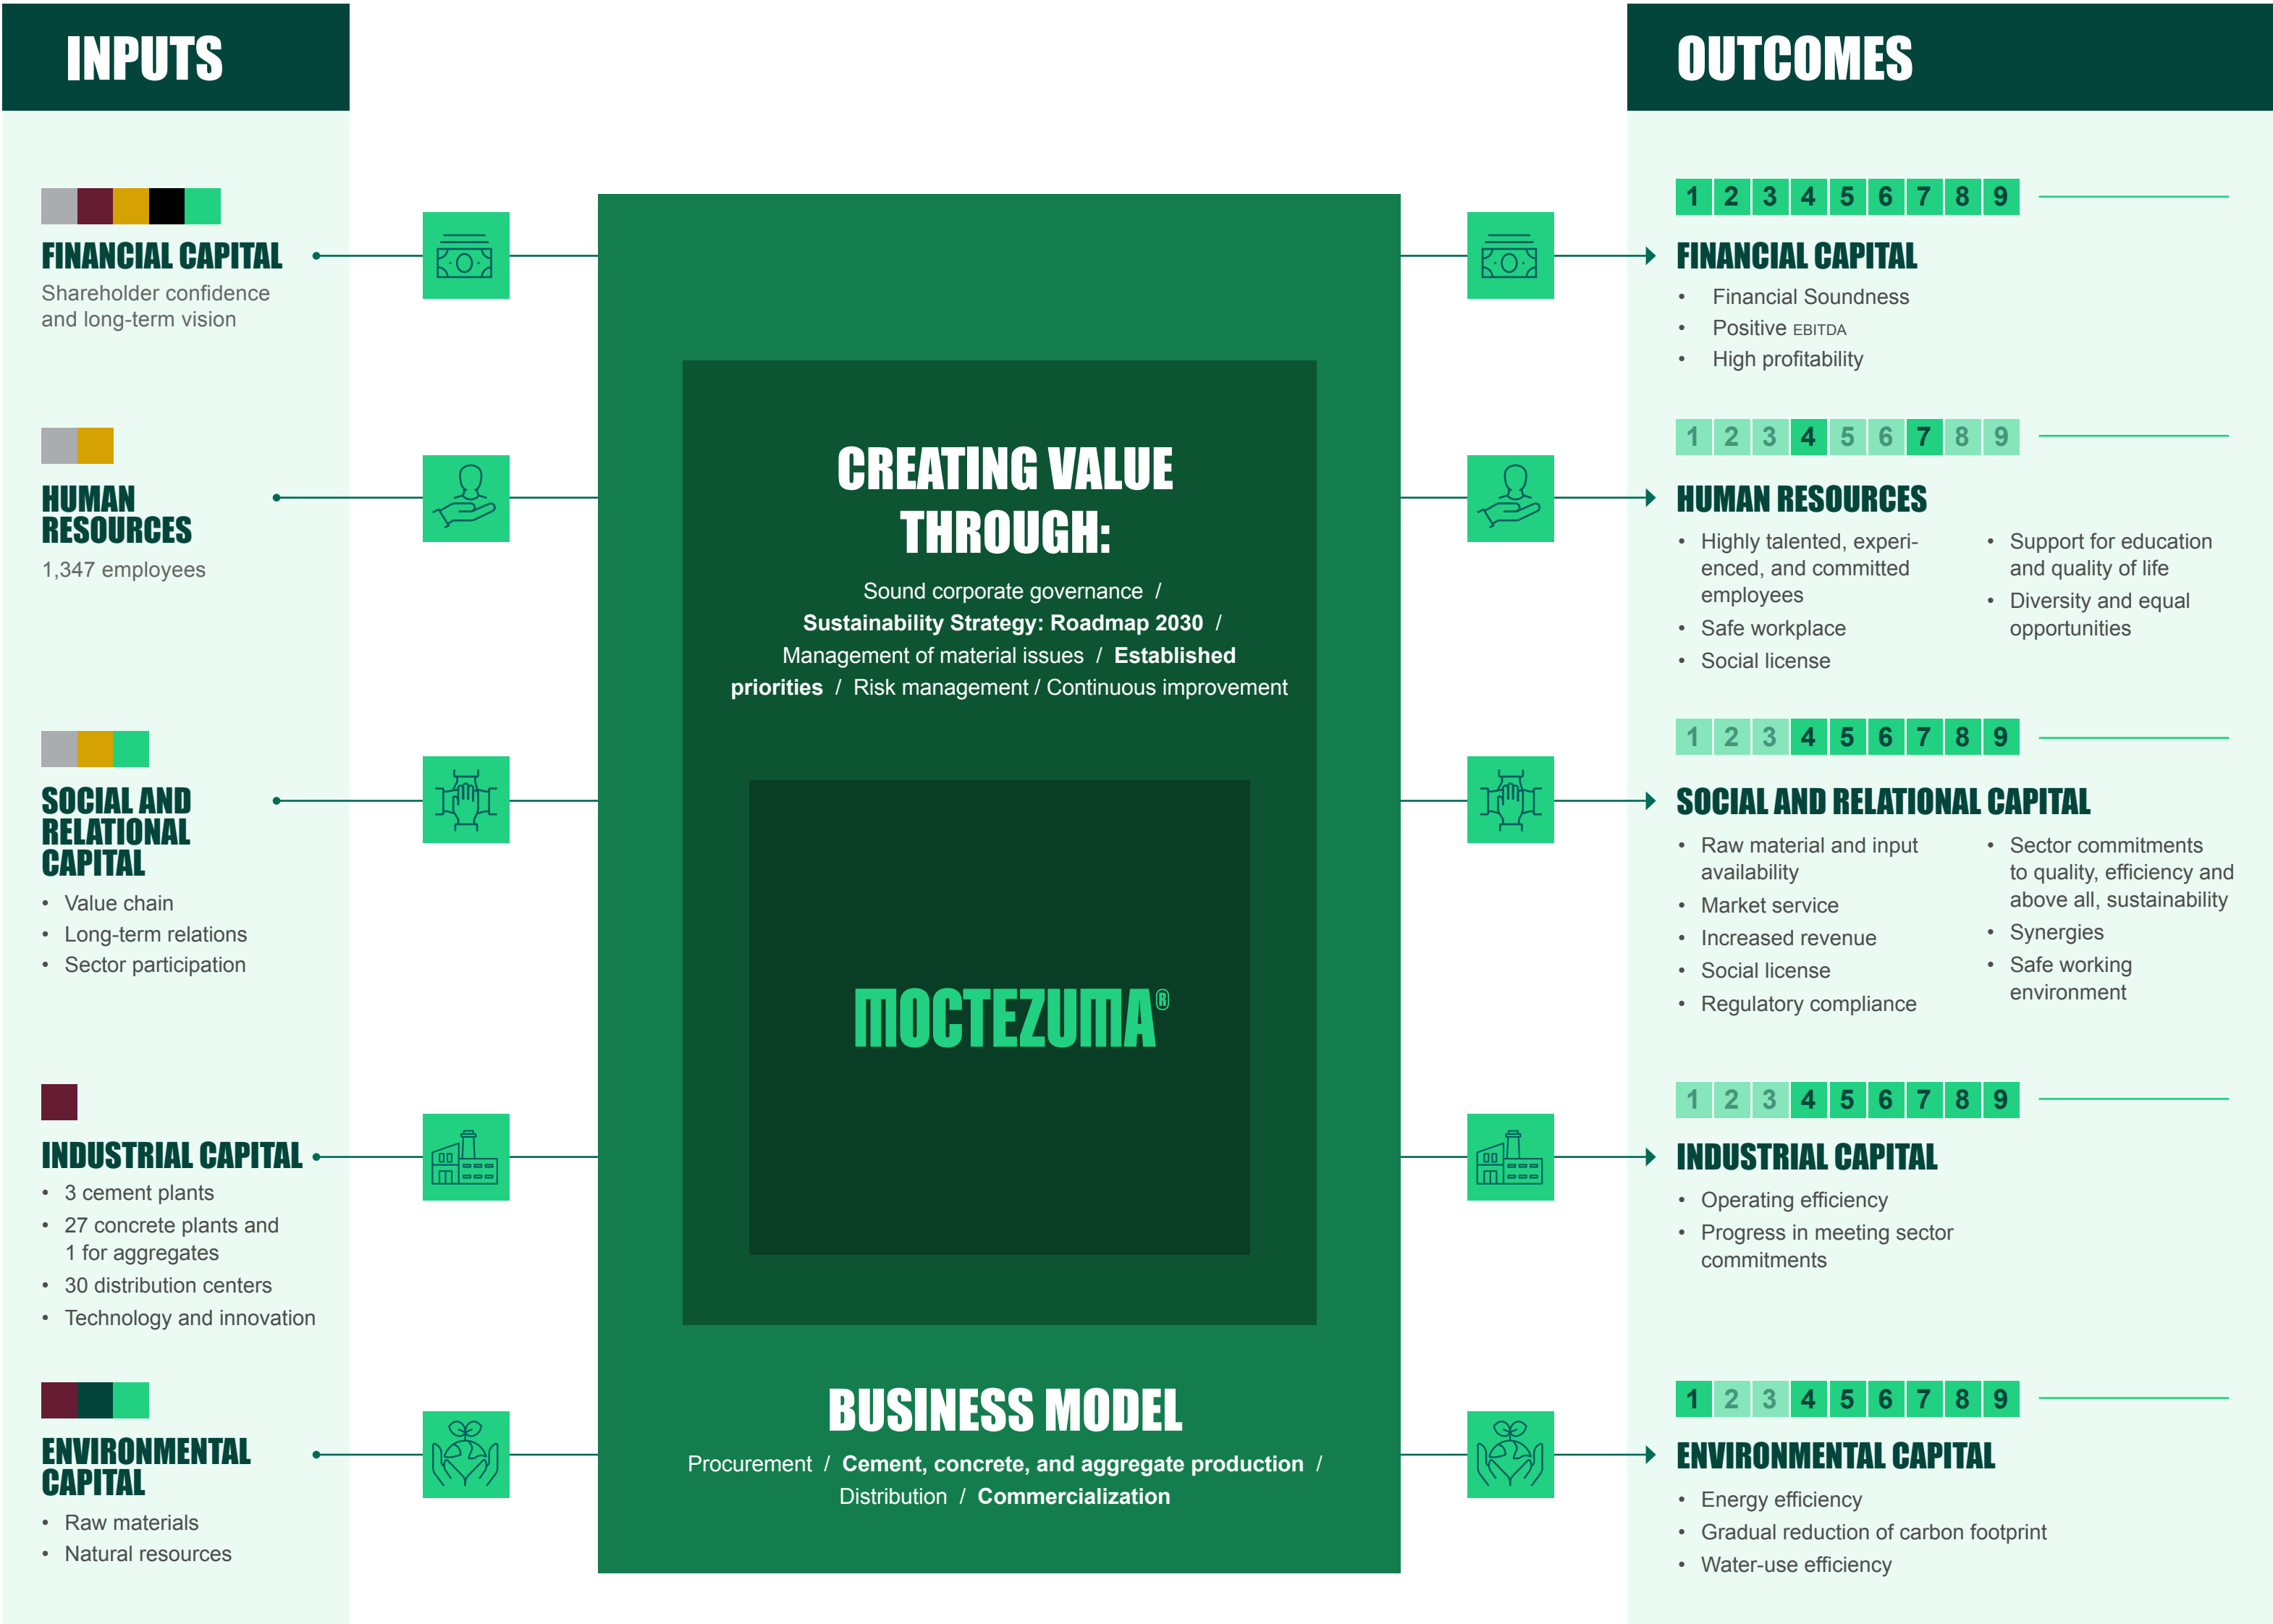 INPUTS
FINANCIAL CAPITAL
Shareholder confidence
and long-term vision
HUMAN
RESOURCES
1,347 employees
SOCIAL AND
RELATIONAL
CAPITAL
• Value chain
• Long-term relations
• Sector participation
INDUSTRIAL CAPITAL
• 3 cement plants
• 27 concrete plants and
1 for aggregates
• 30 distribution centers
• Technology and innovation
ENVIRONMENTAL
CAPITAL
• Raw materials
• Natural resources
CREATING VALUE
THROUGH:
Sound corporate governance /
Sustainability Strategy: Roadmap 2030 /
Management of material issues / Established
priorities / Risk management / Continuous improvement
MOCTEZUMA®
BUSINESS MODEL
Procurement / Cement, concrete, and aggregate production /
Distribution / Commercialization
OUTCOMES
1 2 3 4 5 6 7 8 9
FINANCIAL CAPITAL
• Financial Soundness
• Positive EBITDA
• High profitability
1 2 3 4 5 6 7 8 9
HUMAN RESOURCES
• Highly talented, experi-
enced, and committed
employees
• Safe workplace
• Social license
• Support for education
and quality of life
• Diversity and equal
opportunities
1 2 3 4 5 6 7 8 9
SOCIAL AND RELATIONAL CAPITAL
• Raw material and input
availability
• Market service
• Increased revenue
• Social license
• Regulatory compliance
• Sector commitments
to quality, efficiency and
above all, sustainability
• Synergies
• Safe working
environment
1 2 3 4 5 6 7 8 9
INDUSTRIAL CAPITAL
• Operating efficiency
• Progress in meeting sector
commitments
1 2 3 4 5 6 7 8 9
ENVIRONMENTAL CAPITAL
• Energy efficiency
• Gradual reduction of carbon footprint
• Water-use efficiency